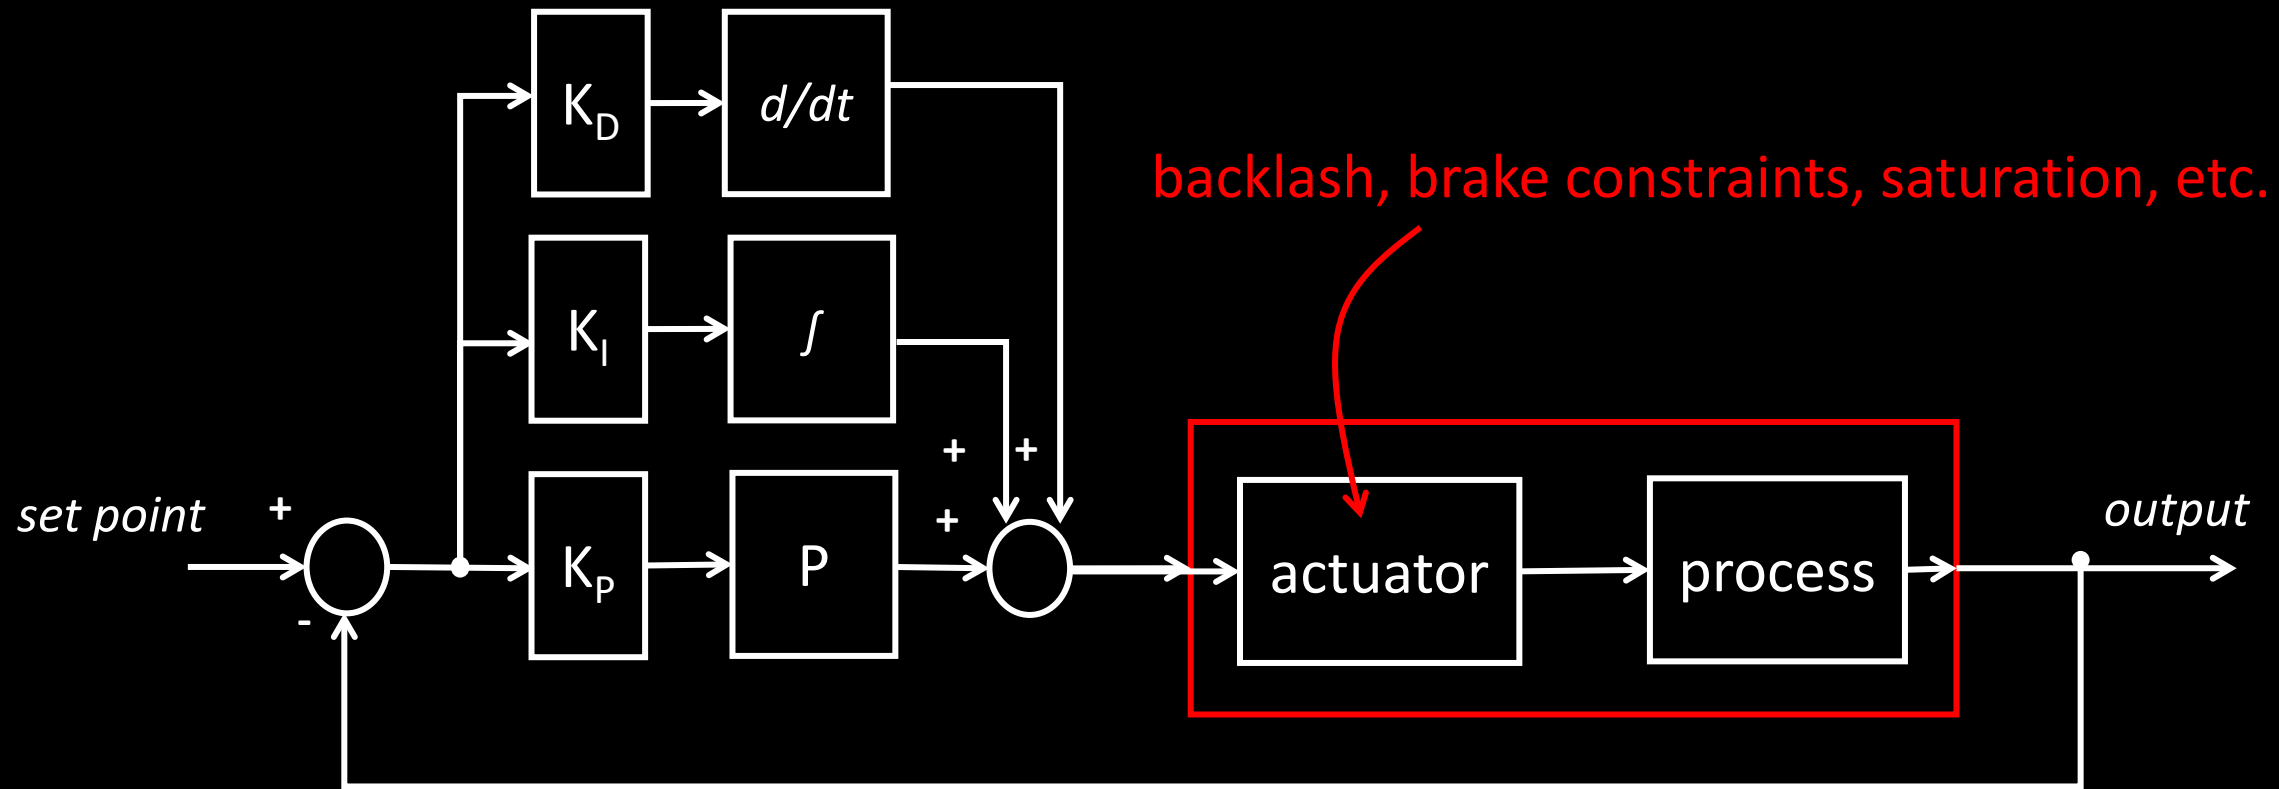 K_D
d/dt
backlash, brake constraints, saturation, etc.
K_I
∫
+ +
set point
+
+
K_P
P
actuator
process
output
-